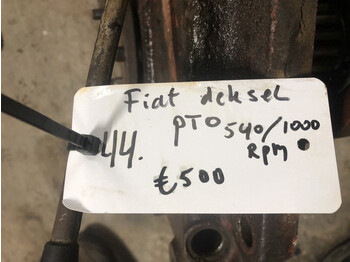 Fiat deksel
PTO 540/1000
Rpm
44.
€500